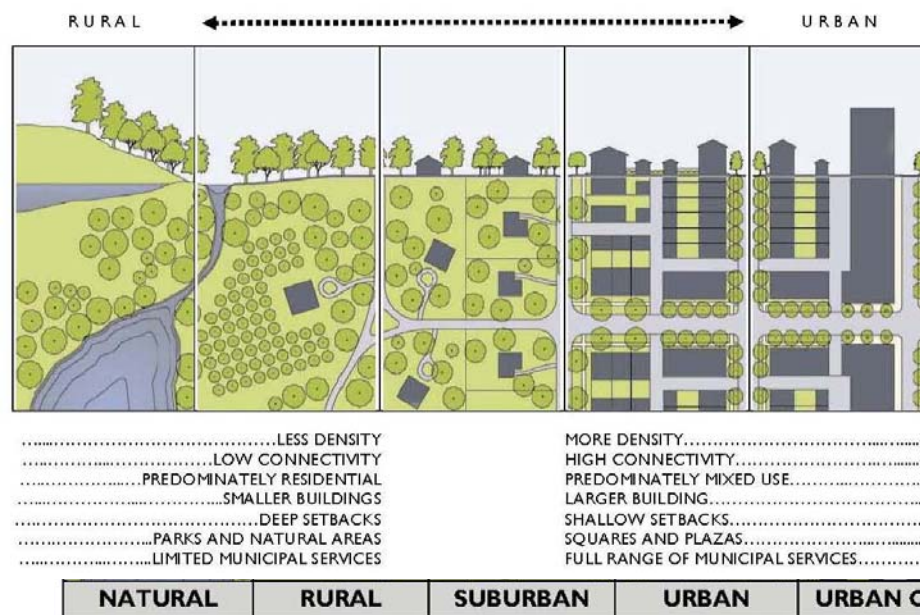 RURAL URBAN
....LESS DENSITY
....LOW CONNECTIVITY
....PREDOMINATELY RESIDENTIAL
....SMALLER BUILDINGS
....DEEP SETBACKS
....PARKS AND NATURAL AREAS
....LIMITED MUNICIPAL SERVICES
MORE DENSITY....
HIGH CONNECTIVITY....
PREDOMINATELY MIXED USE....
LARGER BUILDING....
SHALLOW SETBACKS....
SQUARES AND PLAZAS....
FULL RANGE OF MUNICIPAL SERVICES....
NATURAL RURAL SUBURBAN URBAN URBAN